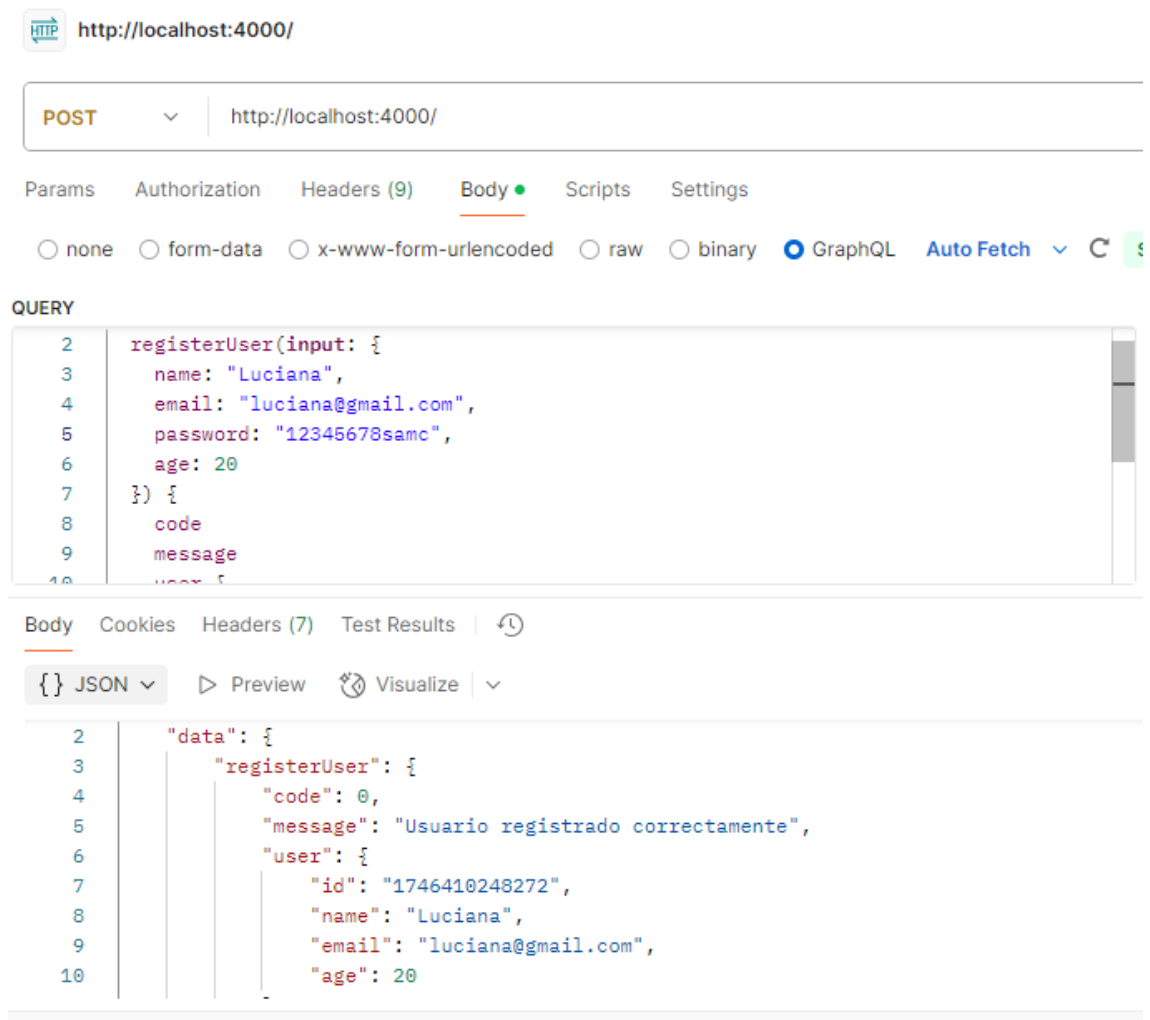 HTTP http://localhost:4000/
POST http://localhost:4000/
Params Authorization Headers (9) Body Scripts Settings
none form-data x-www-form-urlencoded raw binary GraphQL Auto Fetch
QUERY
2 registerUser(input: {
3 name: "Luciana",
4 email: "luciana@gmail.com",
5 password: "12345678samc",
6 age: 20
7 }) {
8 code
9 message
10 user {
Body Cookies Headers (7) Test Results
{} JSON Preview Visualize
2 "data": {
3 "registerUser": {
4 "code": 0,
5 "message": "Usuario registrado correctamente",
6 "user": {
7 "id": "1746410248272",
8 "name": "Luciana",
9 "email": "luciana@gmail.com",
10 "age": 20